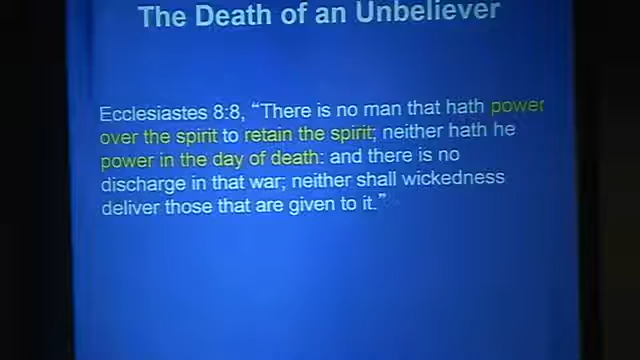 The Death of an Unbeliever
Ecclesiastes 8:8, “There is no man that hath power
over the spirit to retain the spirit; neither hath he
power in the day of death: and there is no
discharge in that war; neither shall wickedness
deliver those that are given to it.”